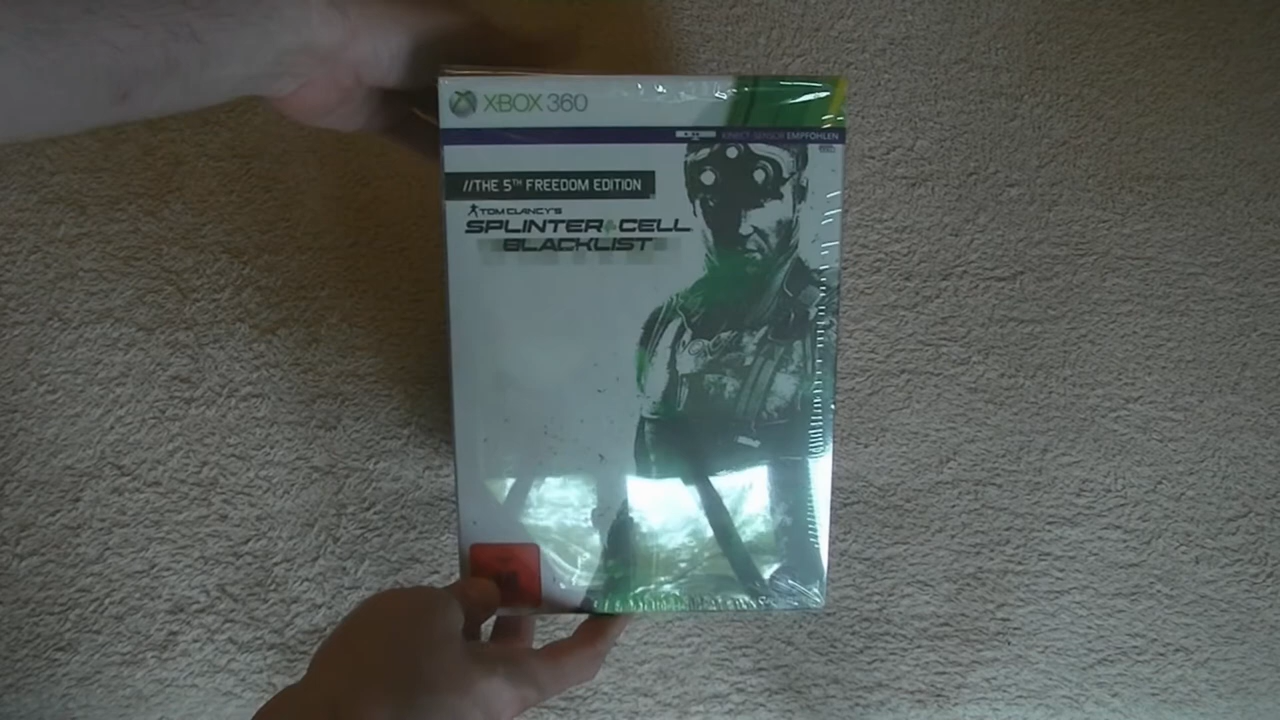 XBOX 360
KINECT-SENSOR EMPFOHLEN
//THE 5TH FREEDOM EDITION
TOM CLANCY'S
SPLINTER CELL
BLACKLIST